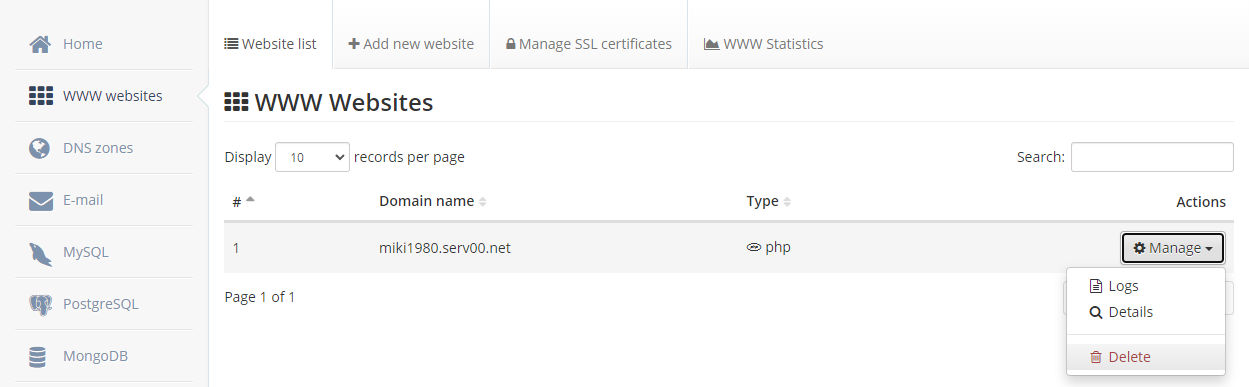 Home
WWW websites
DNS zones
E-mail
MySQL
PostgreSQL
MongoDB
Website list
Add new website
Manage SSL certificates
WWW Statistics
WWW Websites
Display 10 records per page
Search:
# Domain name Type Actions
1 miki1980.serv00.net php Manage
Page 1 of 1
Logs
Details
Delete